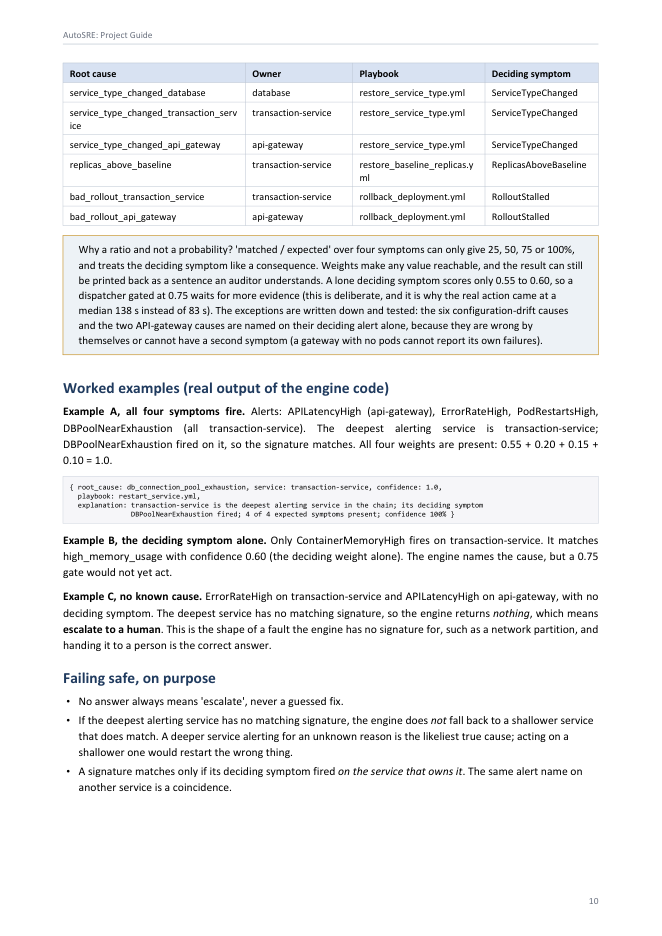 AutoSRE: Project Guide
Root cause Owner Playbook Deciding symptom
service_type_changed_database database restore_service_type.yml ServiceTypeChanged
service_type_changed_transaction_serv transaction-service restore_service_type.yml ServiceTypeChanged
ice
service_type_changed_api_gateway api-gateway restore_service_type.yml ServiceTypeChanged
replicas_above_baseline transaction-service restore_baseline_replicas.y ReplicasAboveBaseline
ml
bad_rollout_transaction_service transaction-service rollback_deployment.yml RolloutStalled
bad_rollout_api_gateway api-gateway rollback_deployment.yml RolloutStalled
Why a ratio and not a probability? 'matched / expected' over four symptoms can only give 25, 50, 75 or 100%,
and treats the deciding symptom like a consequence. Weights make any value reachable, and the result can still
be printed back as a sentence an auditor understands. A lone deciding symptom scores only 0.55 to 0.60, so a
dispatcher gated at 0.75 waits for more evidence (this is deliberate, and it is why the real action came at a
median 138 s instead of 83 s). The exceptions are written down and tested: the six configuration-drift causes
and the two API-gateway causes are named on their deciding alert alone, because they are wrong by
themselves or cannot have a second symptom (a gateway with no pods cannot report its own failures).
Worked examples (real output of the engine code)
Example A, all four symptoms fire. Alerts: APILatencyHigh (api-gateway), ErrorRateHigh, PodRestartsHigh,
DBPoolNearExhaustion (all transaction-service). The deepest alerting service is transaction-service;
DBPoolNearExhaustion fired on it, so the signature matches. All four weights are present: 0.55 + 0.20 + 0.15 +
0.10 = 1.0.
{ root_cause: db_connection_pool_exhaustion, service: transaction-service, confidence: 1.0,
playbook: restart_service.yml,
explanation: transaction-service is the deepest alerting service in the chain; its deciding symptom
DBPoolNearExhaustion fired; 4 of 4 expected symptoms present; confidence 100% }
Example B, the deciding symptom alone. Only ContainerMemoryHigh fires on transaction-service. It matches
high_memory_usage with confidence 0.60 (the deciding weight alone). The engine names the cause, but a 0.75
gate would not yet act.
Example C, no known cause. ErrorRateHigh on transaction-service and APILatencyHigh on api-gateway, with no
deciding symptom. The deepest service has no matching signature, so the engine returns nothing, which means
escalate to a human. This is the shape of a fault the engine has no signature for, such as a network partition, and
handing it to a person is the correct answer.
Failing safe, on purpose
• No answer always means 'escalate', never a guessed fix.
• If the deepest alerting service has no matching signature, the engine does not fall back to a shallower service
that does match. A deeper service alerting for an unknown reason is the likeliest true cause; acting on a
shallower one would restart the wrong thing.
• A signature matches only if its deciding symptom fired on the service that owns it. The same alert name on
another service is a coincidence.
10